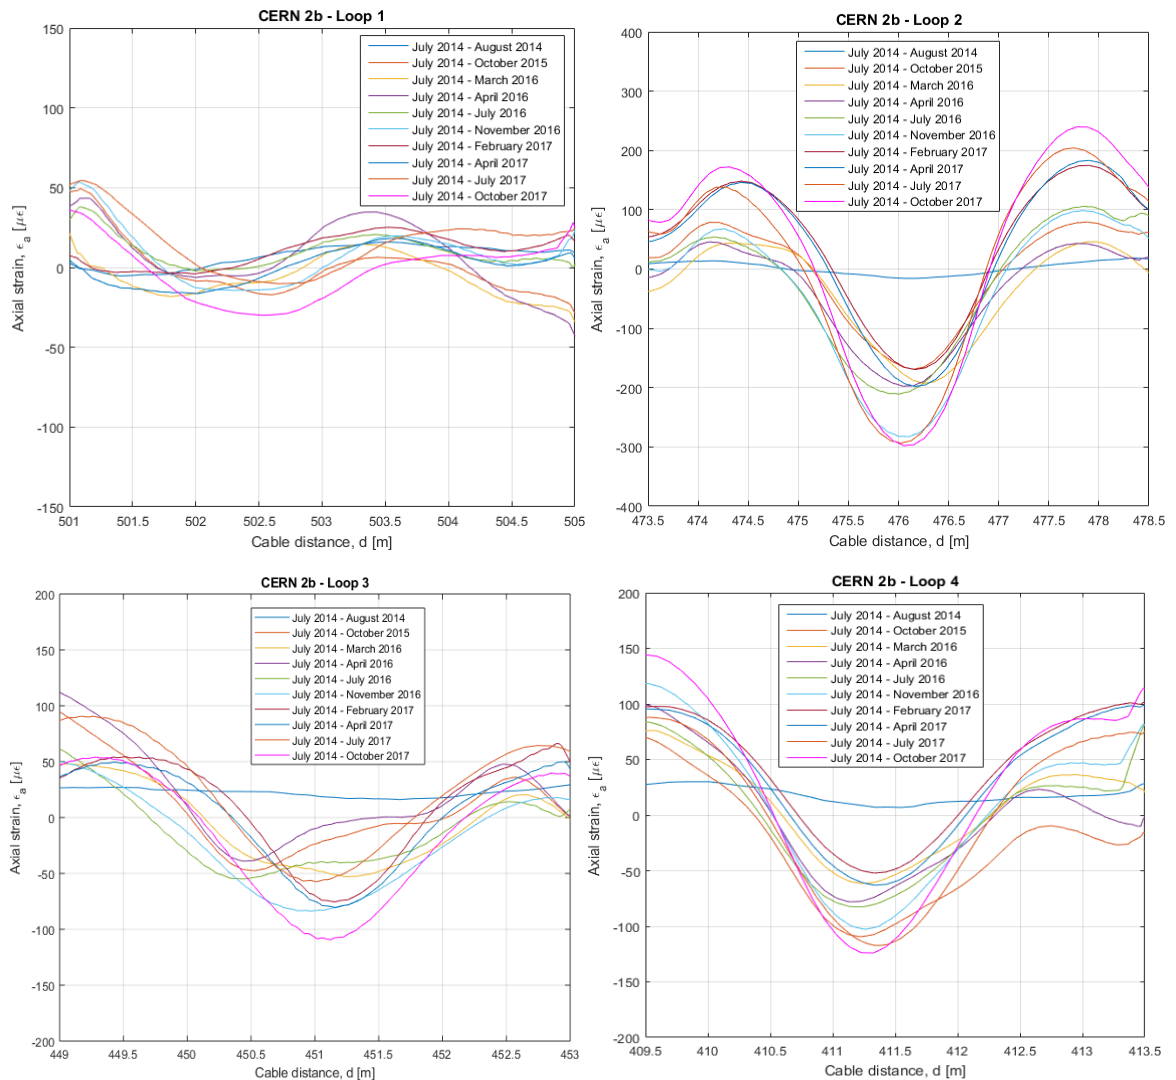 CERN 2b - Loop 1
Axial strain, ϵa [μϵ]
150
100
50
0
-50
-100
-150
July 2014 - August 2014
July 2014 - October 2015
July 2014 - March 2016
July 2014 - April 2016
July 2014 - July 2016
July 2014 - November 2016
July 2014 - February 2017
July 2014 - April 2017
July 2014 - July 2017
July 2014 - October 2017
501 501.5 502 502.5 503 503.5 504 504.5 505
Cable distance, d [m]
CERN 2b - Loop 2
Axial strain, ϵa [μϵ]
400
300
200
100
0
-100
-200
-300
-400
July 2014 - August 2014
July 2014 - October 2015
July 2014 - March 2016
July 2014 - April 2016
July 2014 - July 2016
July 2014 - November 2016
July 2014 - February 2017
July 2014 - April 2017
July 2014 - July 2017
July 2014 - October 2017
473.5 474 474.5 475 475.5 476 476.5 477 477.5 478 478.5
Cable distance, d [m]
CERN 2b - Loop 3
Axial strain, ϵa [μϵ]
200
150
100
50
0
-50
-100
-150
-200
July 2014 - August 2014
July 2014 - October 2015
July 2014 - March 2016
July 2014 - April 2016
July 2014 - July 2016
July 2014 - November 2016
July 2014 - February 2017
July 2014 - April 2017
July 2014 - July 2017
July 2014 - October 2017
449 449.5 450 450.5 451 451.5 452 452.5 453
Cable distance, d [m]
CERN 2b - Loop 4
Axial strain, ϵa [μϵ]
200
150
100
50
0
-50
-100
-150
-200
July 2014 - August 2014
July 2014 - October 2015
July 2014 - March 2016
July 2014 - April 2016
July 2014 - July 2016
July 2014 - November 2016
July 2014 - February 2017
July 2014 - April 2017
July 2014 - July 2017
July 2014 - October 2017
409.5 410 410.5 411 411.5 412 412.5 413 413.5
Cable distance, d [m]